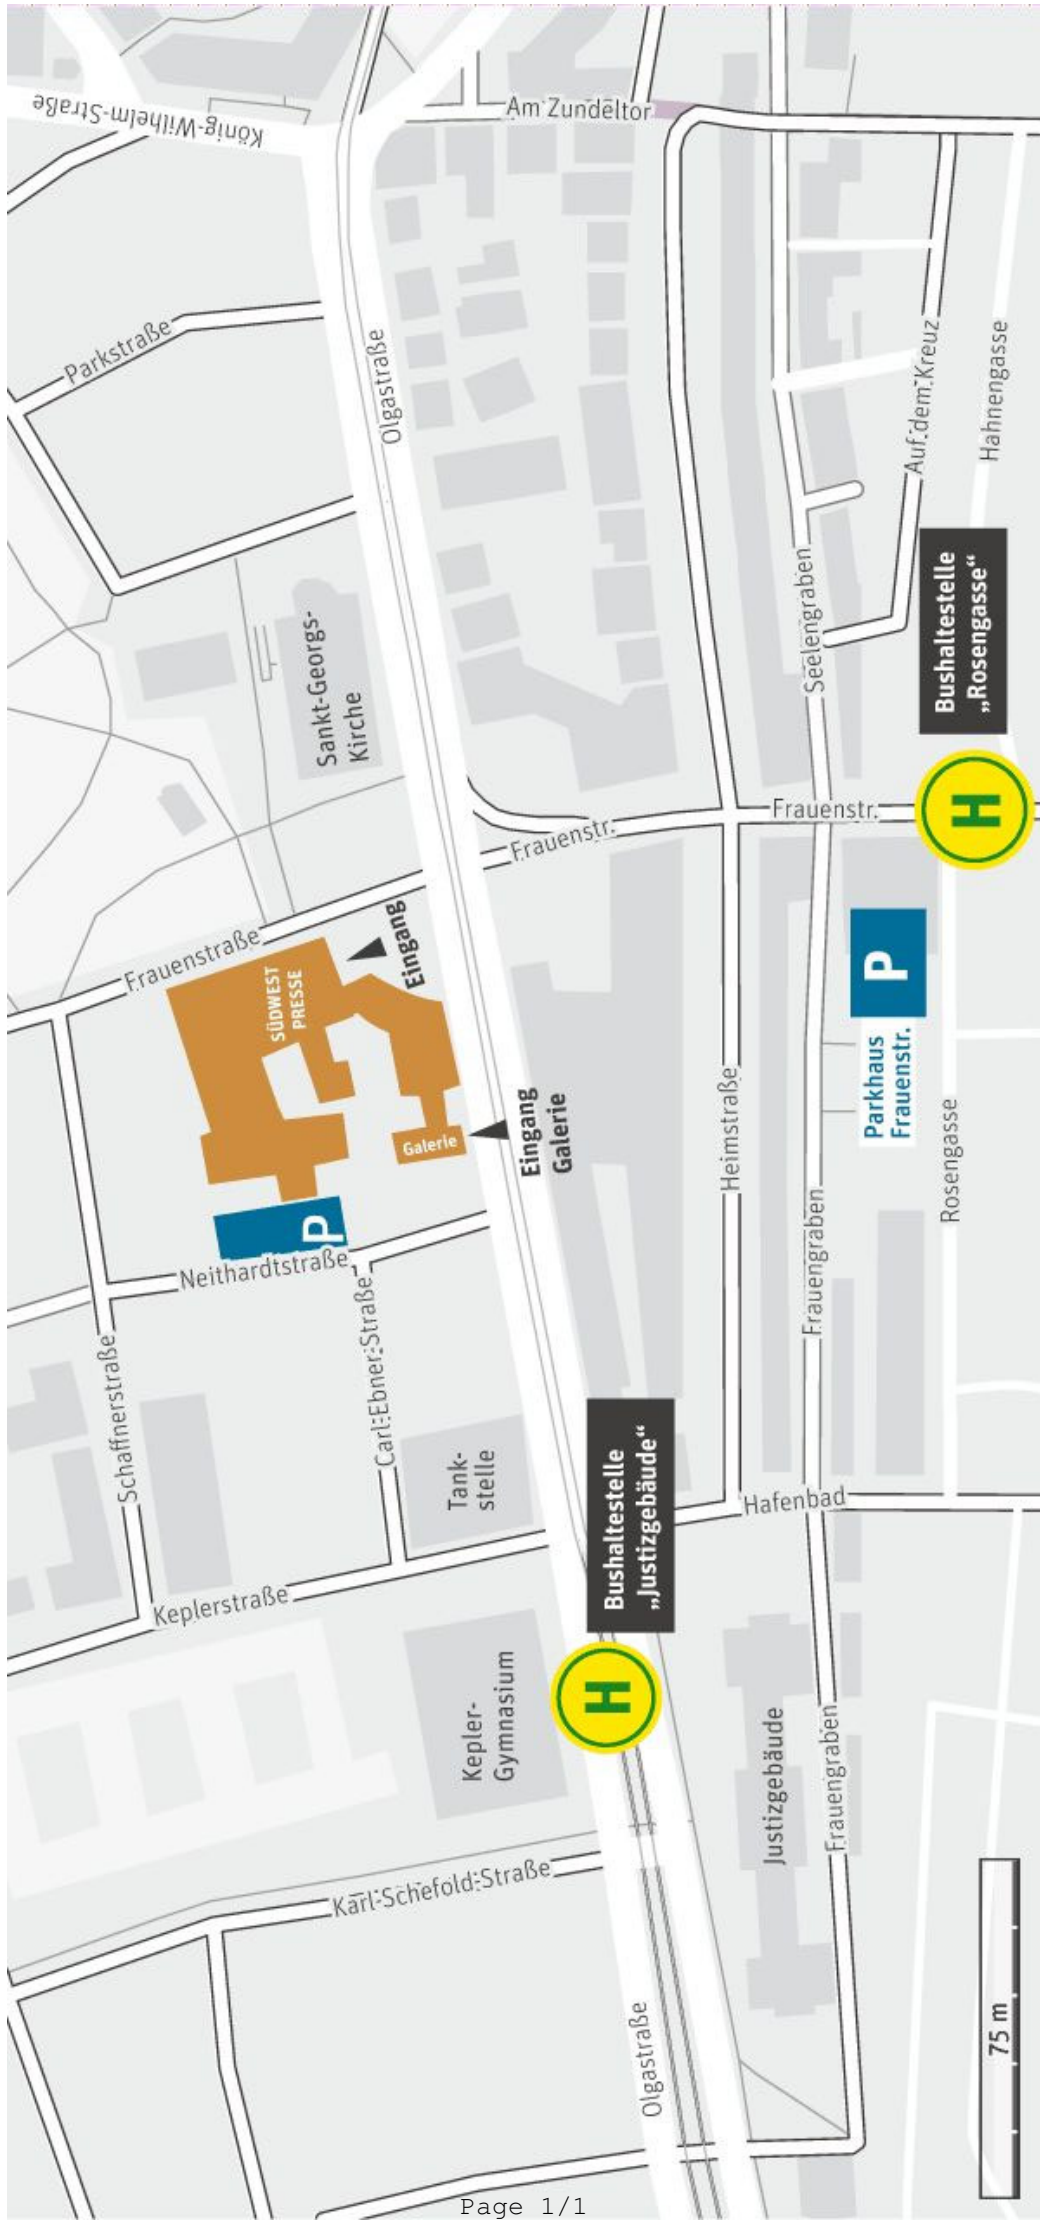 König-Wilhelm-Straße
Am Zundeltor
Parkstraße
Olgastraße
Auf dem Kreuz
Hahnengasse
Seelengraben
Sankt-Georgs-
Kirche
Bushaltestelle
„Rosengasse“
H
Frauenstr.
Frauenstr.
Frauenstraße
Eingang
SÜDWEST
PRESSE
Galerie
Eingang
Galerie
P
Parkhaus
Frauenstr.
Heimstraße
Rosengasse
Frauengraben
P
Neithardtstraße
Carl-Ebner-Straße
Schaffnerstraße
Tank-
stelle
Bushaltestelle
„Justizgebäude“
H
Hafenbad
Keplerstraße
Kepler-
Gymnasium
Justizgebäude
Frauengraben
Karl-Schefold-Straße
Olgastraße
75 m
Page 1/1